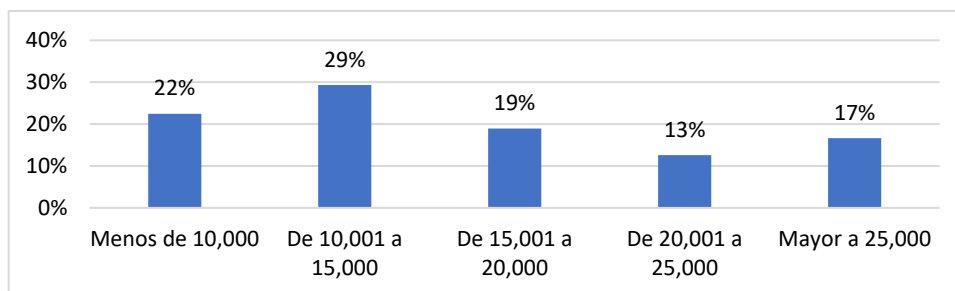 40%
30%
20%
10%
0%
22%
29%
19%
13%
17%
Menos de 10,000
De 10,001 a
15,000
De 15,001 a
20,000
De 20,001 a
25,000
Mayor a 25,000